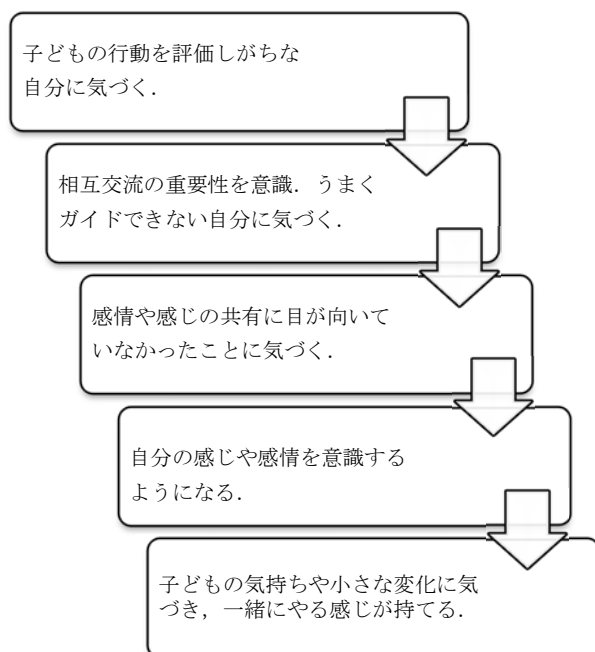 子どもの行動を評価しがちな
自分に気づく．
相互交流の重要性を意識．うまく
ガイドできない自分に気づく．
感情や感じの共有に目が向いて
いなかったことに気づく．
自分の感じや感情を意識する
ようになる．
子どもの気持ちや小さな変化に気
づき，一緒にやる感じが持てる．